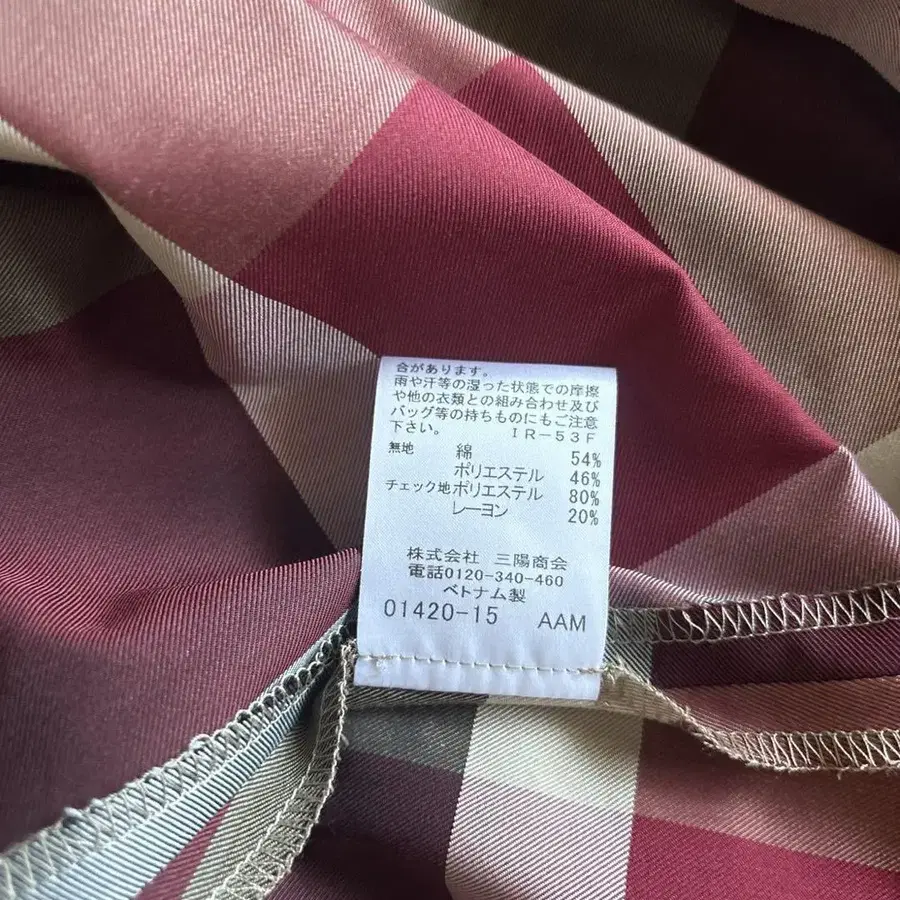 合があります。
雨や汗等の湿った状態での摩擦
や他の衣類との組み合わせ及び
バッグ等の持ちものにもご注意
下さい。 IR-53F
無地 綿 54%
ポリエステル 46%
チェック地ポリエステル 80%
レーヨン 20%
株式会社 三陽商会
電話0120-340-460
ベトナム製
01420-15 AAM